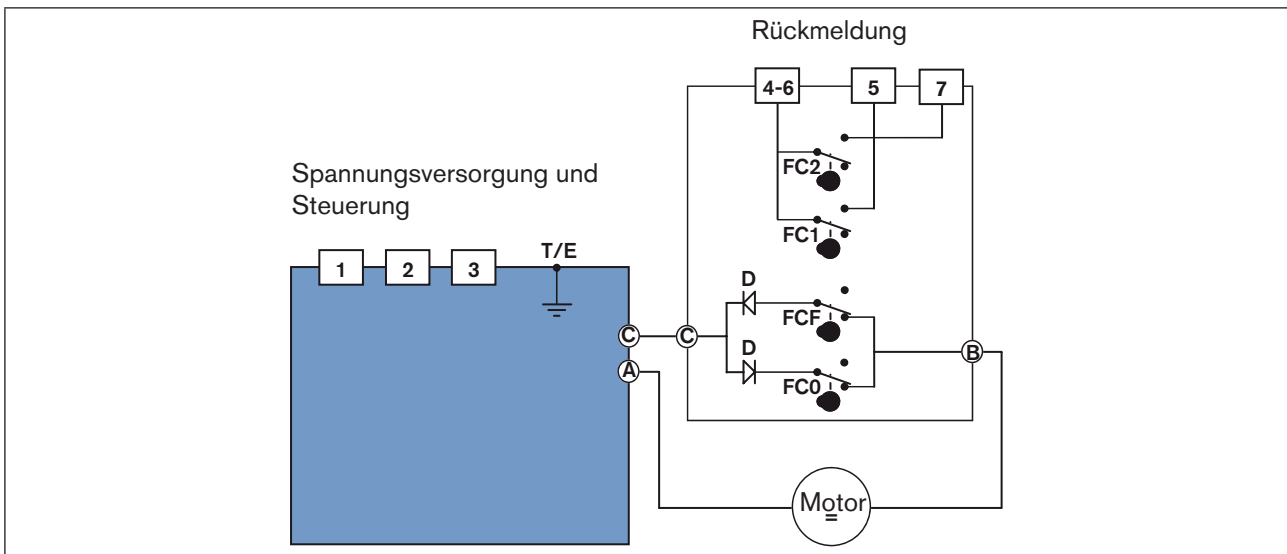 Rückmeldung
4-6 5 7
FC2
Spannungsversorgung und
Steuerung
FC1
1 2 3 T/E
D
FCF
C C
D
B
A
FC0
Motor
=